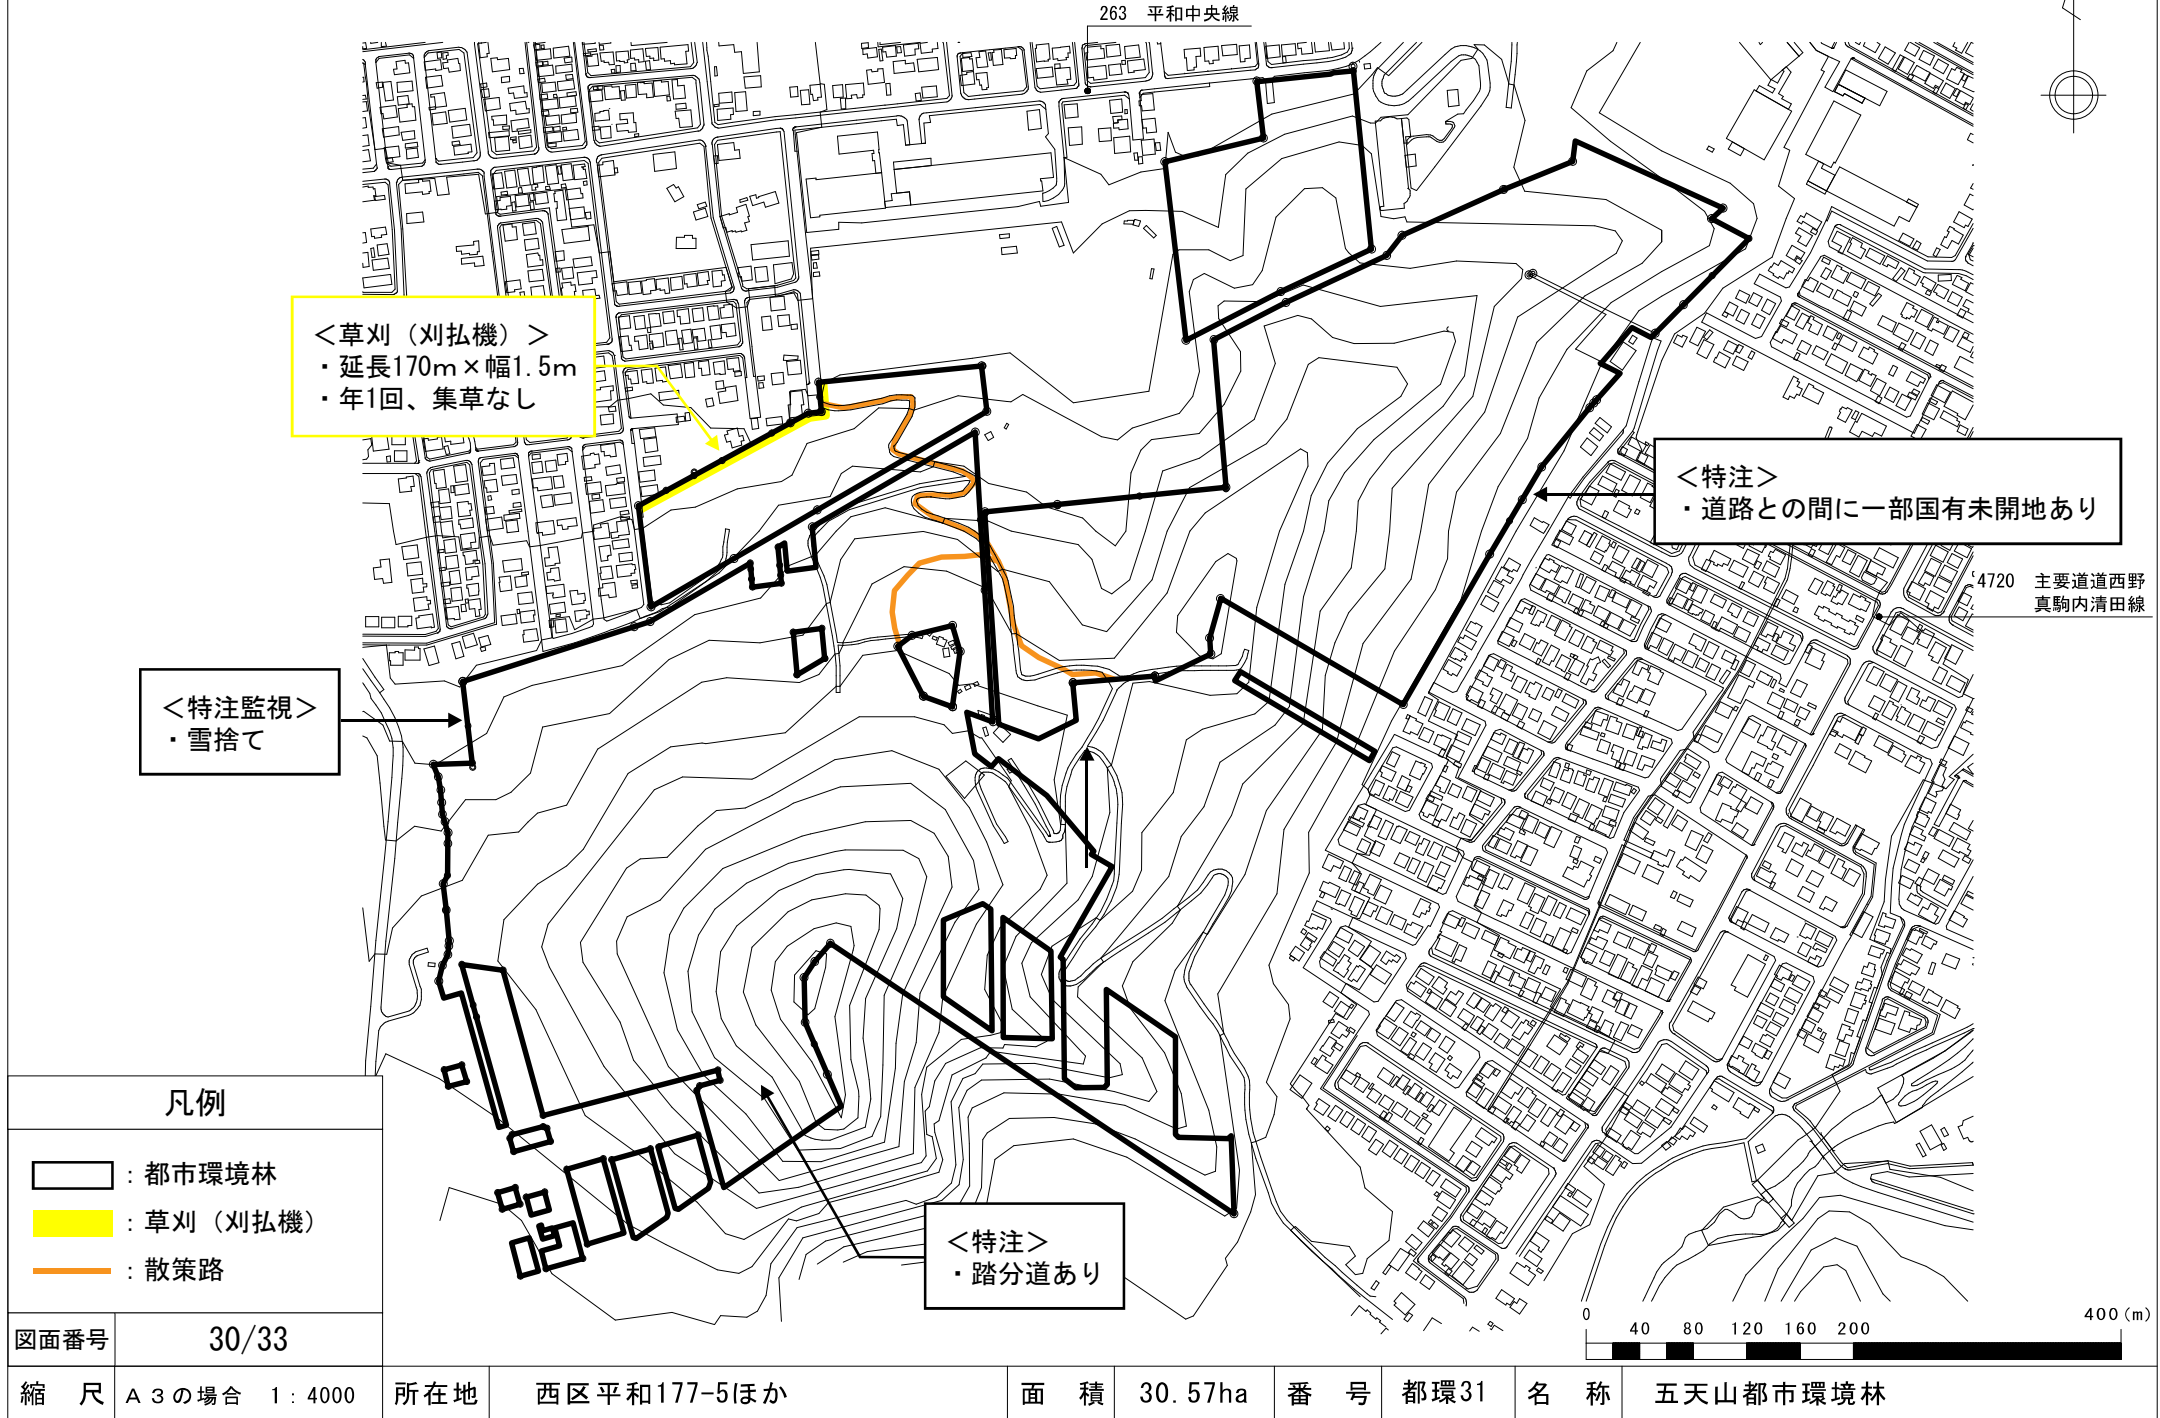 263　平和中央線
＜草刈（刈払機）＞
・延長170m×幅1.5m
・年1回、集草なし
＜特注＞
・道路との間に一部国有未開地あり
4720　主要道道西野
真駒内清田線
＜特注監視＞
・雪捨て
＜特注＞
・踏分道あり
凡例
：都市環境林
：草刈（刈払機）
：散策路
図面番号　30/33
0 40 80 120 160 200 400(m)
縮　尺　A３の場合　1：4000　所在地　西区平和177-5ほか　面　積　30.57ha　番　号　都環31　名　称　五天山都市環境林